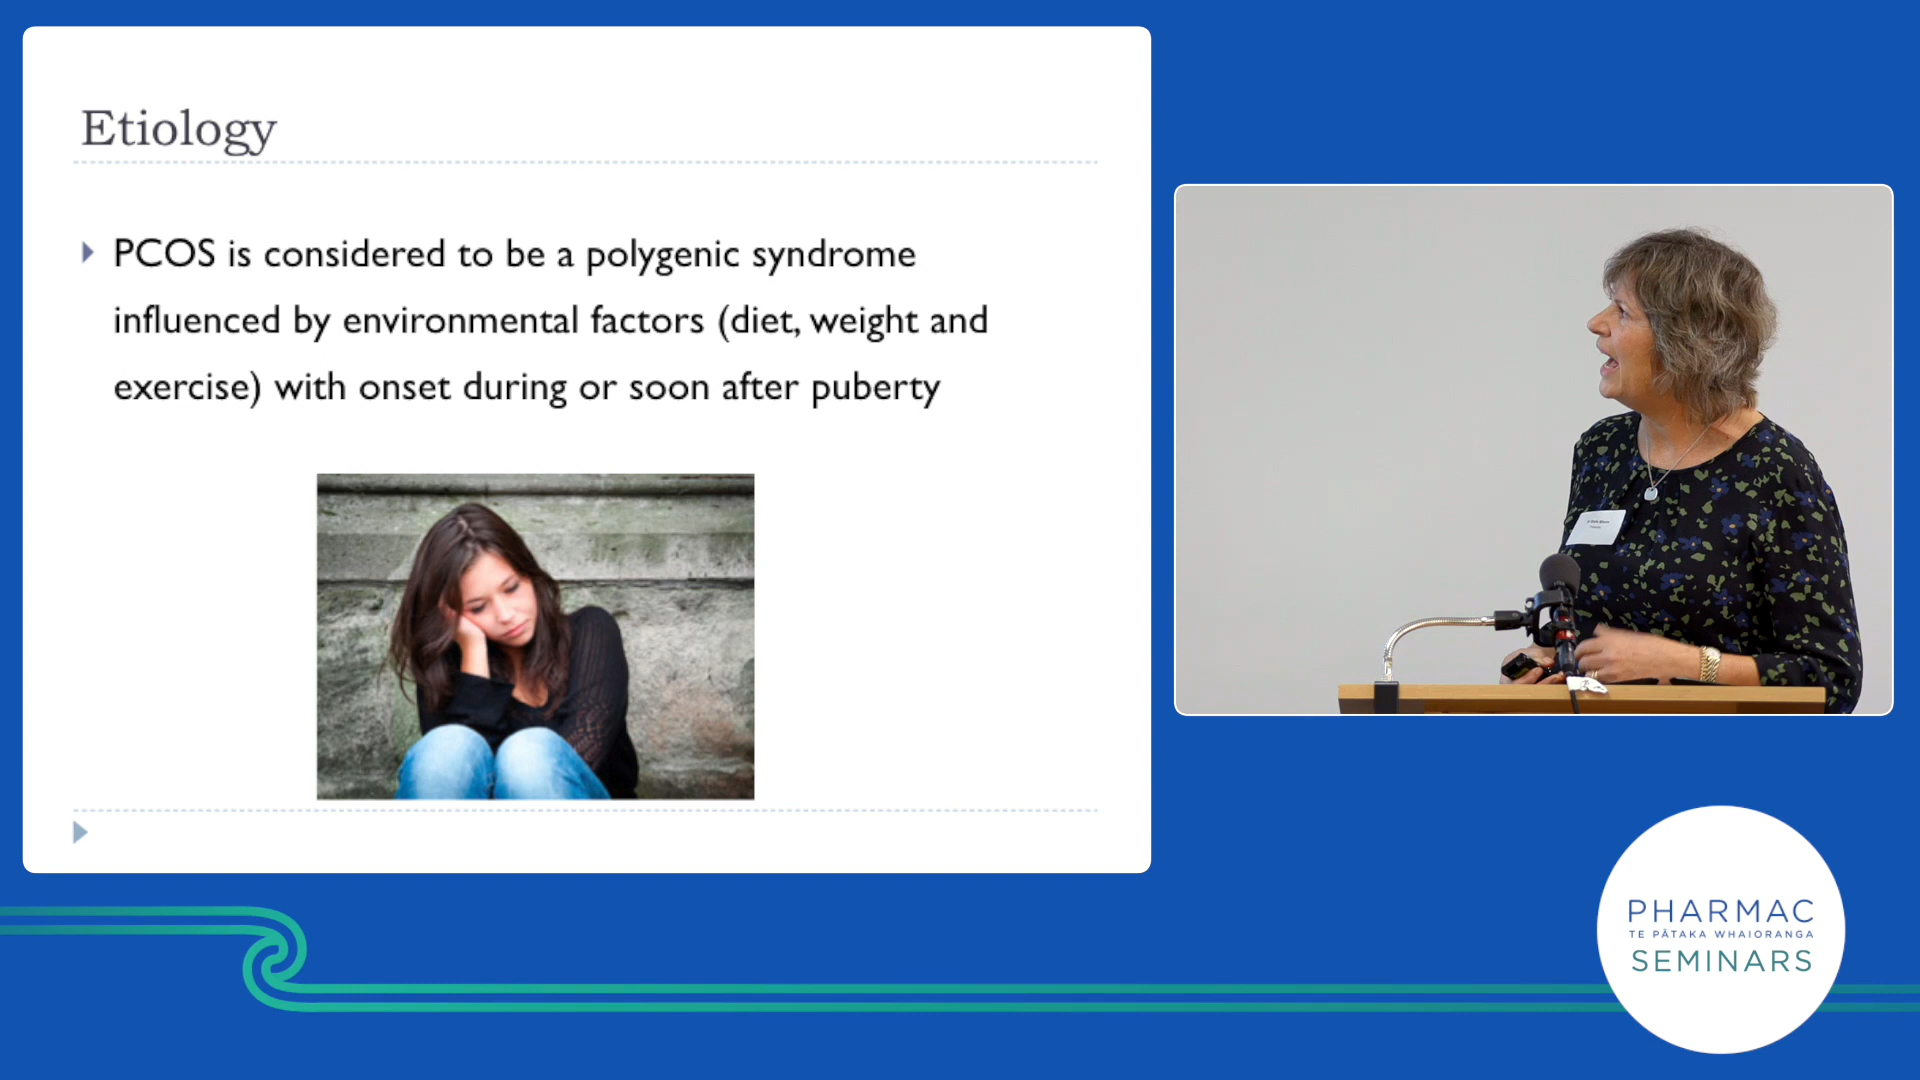 Etiology
PCOS is considered to be a polygenic syndrome
influenced by environmental factors (diet, weight and
exercise) with onset during or soon after puberty
PHARMAC
TE PĀTAKA WHAIORANGA
SEMINARS